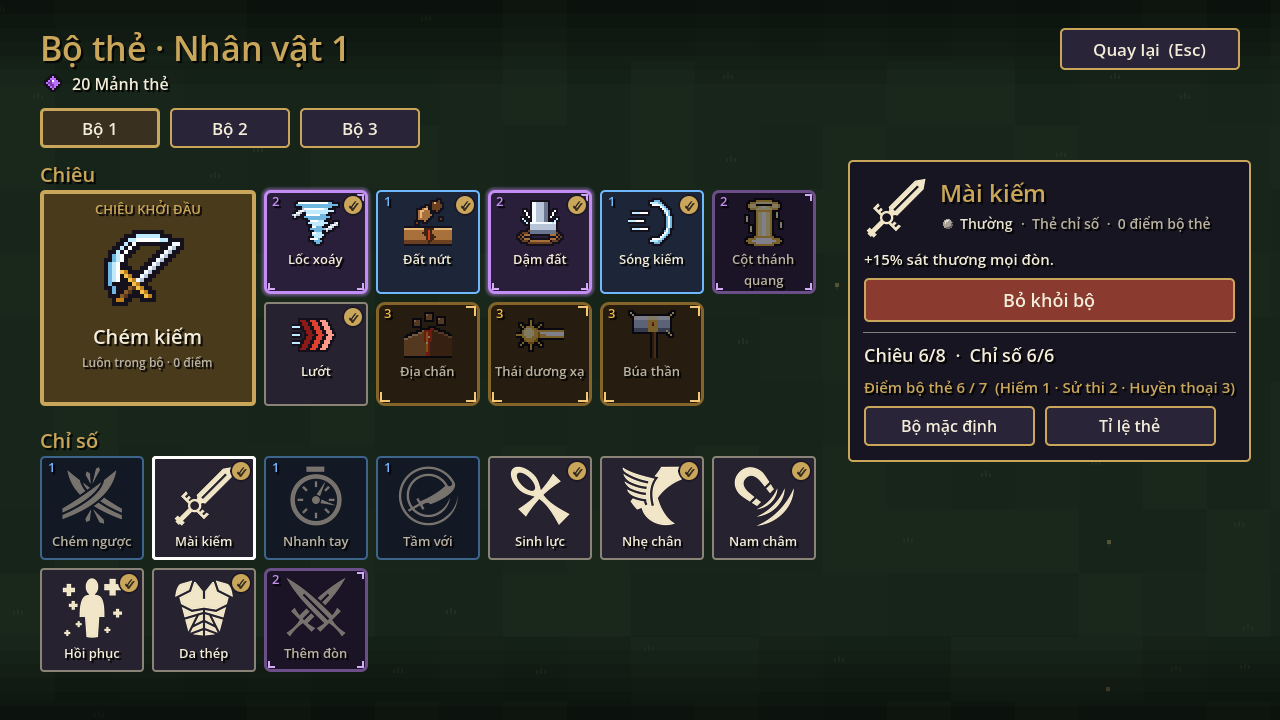 Bộ thẻ · Nhân vật 1
Quay lại (Esc)
20 Mảnh thẻ
Bộ 1
Bộ 2
Bộ 3
Chiêu
CHIÊU KHỞI ĐẦU
Chém kiếm
Luôn trong bộ · 0 điểm
2
Lốc xoáy
1
Đất nứt
2
Dậm đất
1
Sóng kiếm
2
Cột thánh
quang
Lướt
3
Địa chấn
3
Thái dương xạ
3
Búa thần
Chỉ số
1
Chém ngược
Mài kiếm
1
Nhanh tay
1
Tầm với
Sinh lực
Nhẹ chân
Nam châm
Hồi phục
Da thép
2
Thêm đòn
Mài kiếm
Thường · Thẻ chỉ số · 0 điểm bộ thẻ
+15% sát thương mọi đòn.
Bỏ khỏi bộ
Chiêu 6/8 · Chỉ số 6/6
Điểm bộ thẻ 6 / 7 (Hiếm 1 · Sử thi 2 · Huyền thoại 3)
Bộ mặc định
Tỉ lệ thẻ